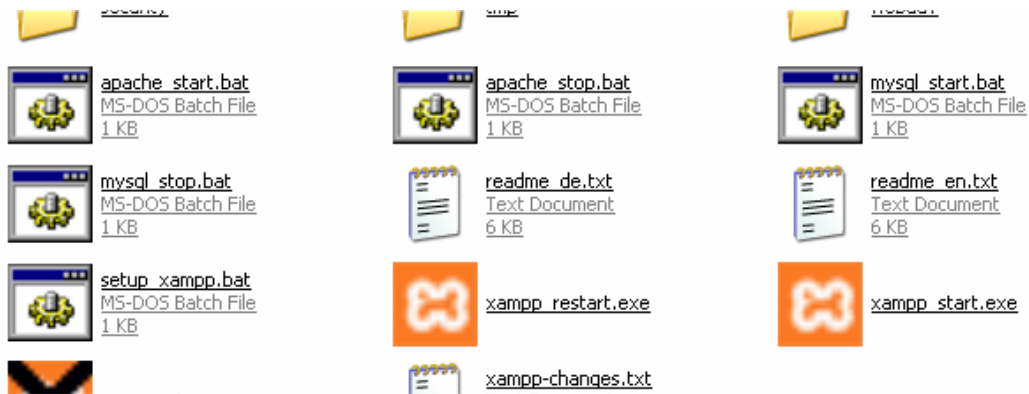 security
tmp
apache_start.bat
MS-DOS Batch File
1 KB
apache_stop.bat
MS-DOS Batch File
1 KB
mysql_start.bat
MS-DOS Batch File
1 KB
mysql_stop.bat
MS-DOS Batch File
1 KB
readme_de.txt
Text Document
6 KB
readme_en.txt
Text Document
6 KB
setup_xampp.bat
MS-DOS Batch File
1 KB
xampp_restart.exe
xampp_start.exe
xampp-changes.txt